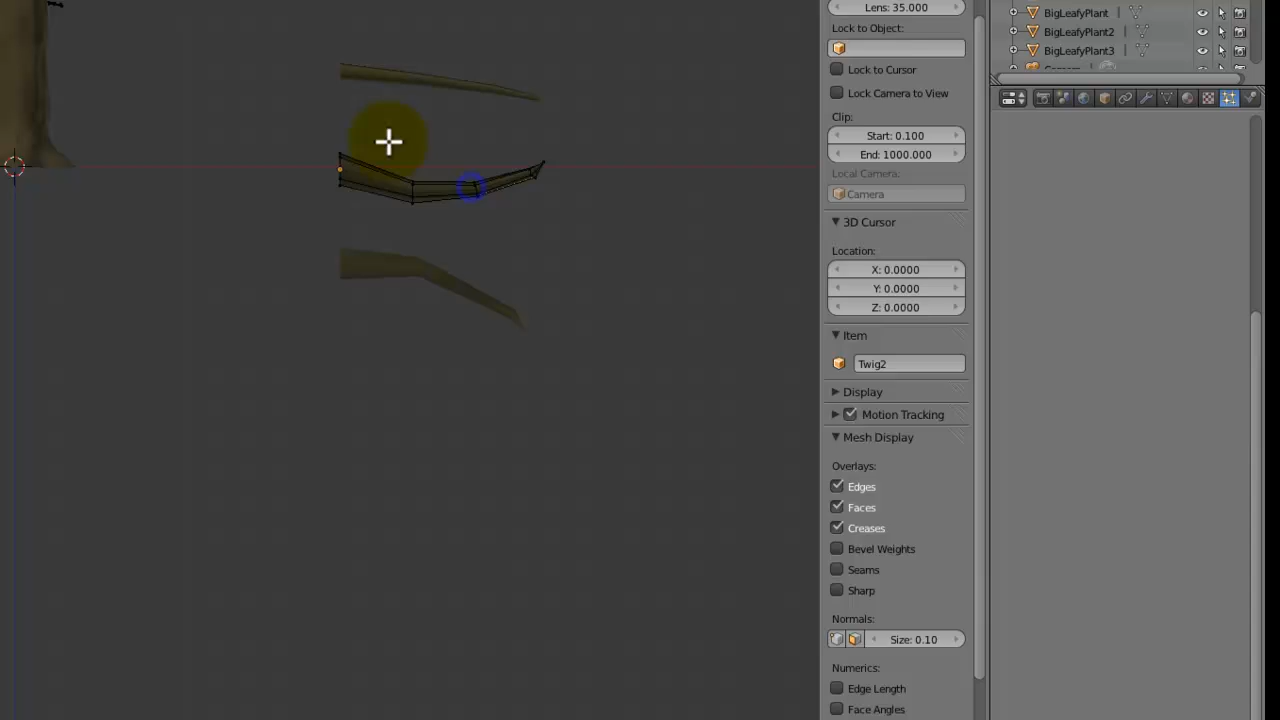 Lens: 35.000
Lock to Object:
Lock to Cursor
Lock Camera to View
Clip:
Start: 0.100
End: 1000.000
Local Camera:
Camera
3D Cursor
Location:
X: 0.0000
Y: 0.0000
Z: 0.0000
Item
Twig2
Display
Motion Tracking
Mesh Display
Overlays:
Edges
Faces
Creases
Bevel Weights
Seams
Sharp
Normals:
Size: 0.10
Numerics:
Edge Length
Face Angles
BigLeafyPlant
BigLeafyPlant2
BigLeafyPlant3